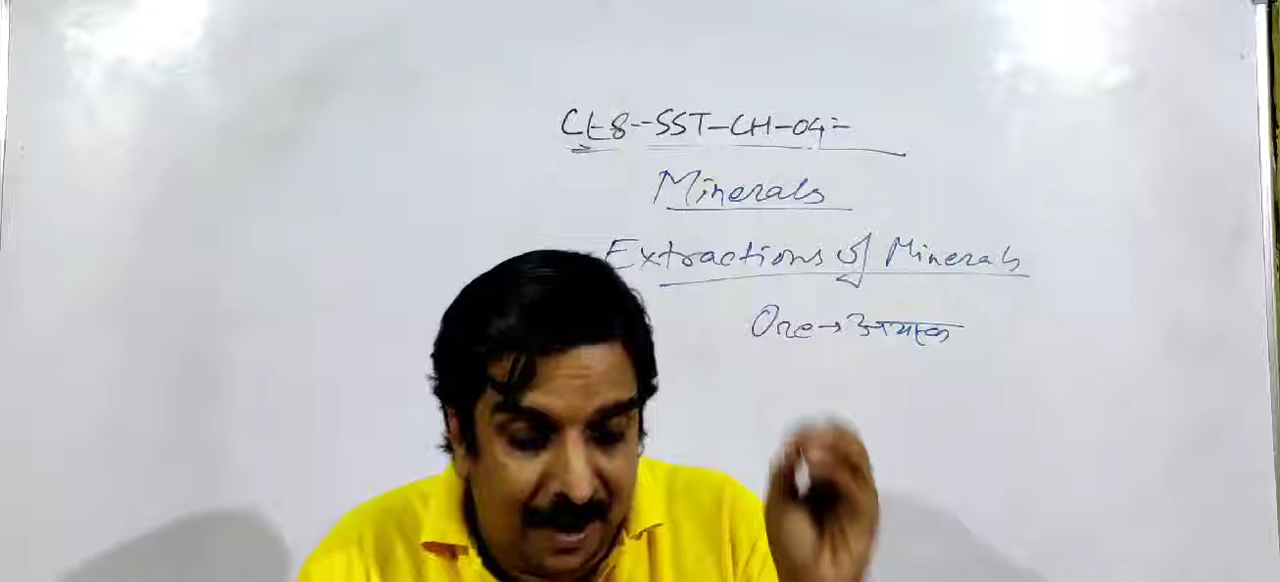 CL-8--SST-CH-04=
Minerals
Extractions of Minerals
Ore→अयस्क